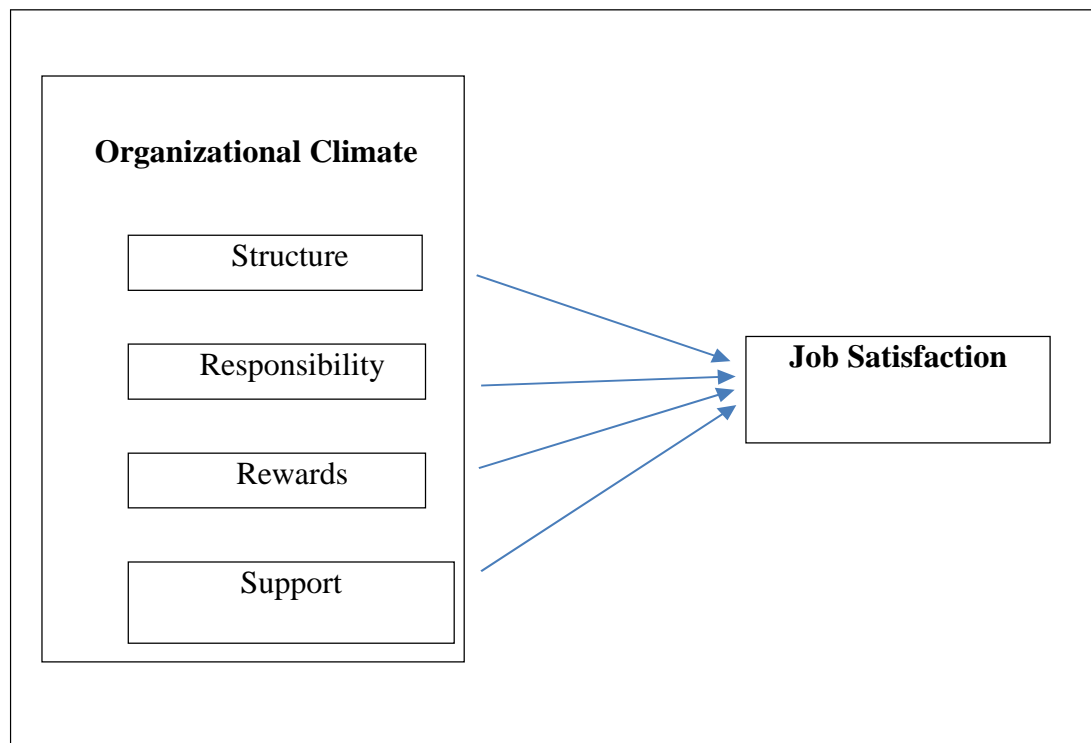 Organizational Climate
Structure
Responsibility
Rewards
Support
Job Satisfaction